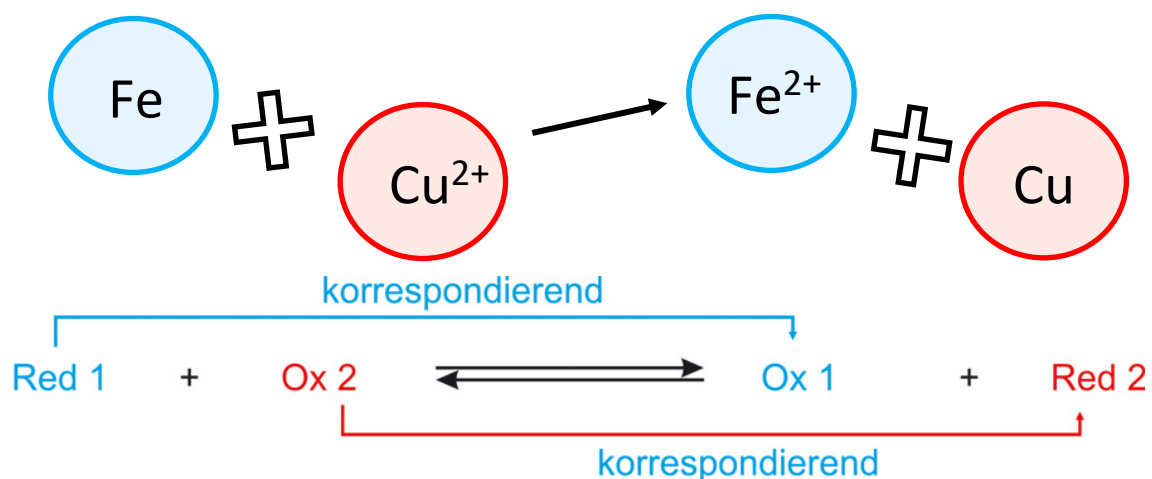 Fe
Cu²⁺
Fe²⁺
Cu
korrespondierend
Red 1 + Ox 2 Ox 1 + Red 2
korrespondierend